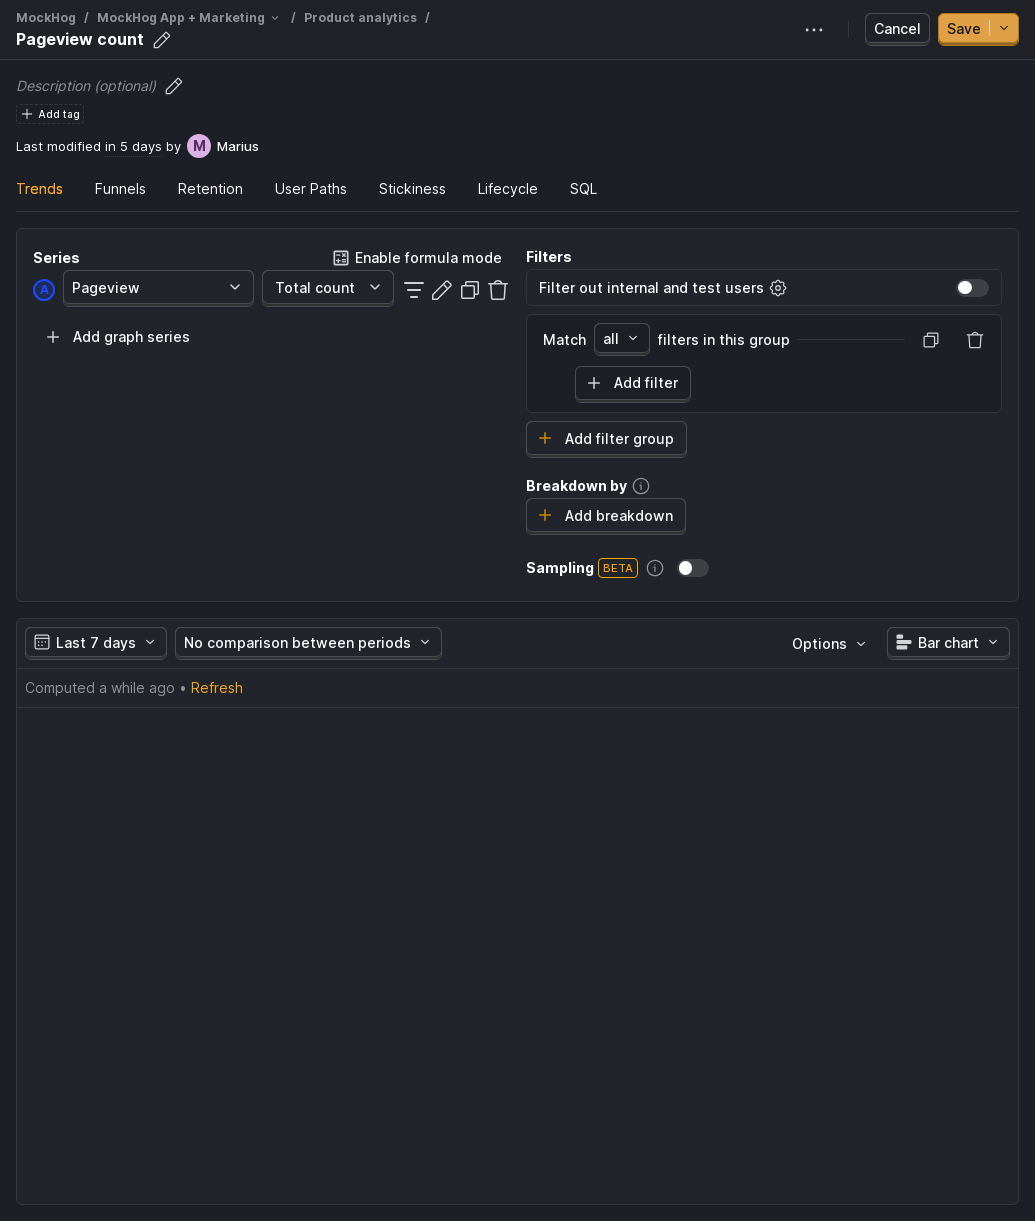 MockHog / MockHog App + Marketing / Product analytics /
Pageview count
Cancel
Save
Description (optional)
Add tag
Last modified in 5 days by M Marius
Trends Funnels Retention User Paths Stickiness Lifecycle SQL
Series
Enable formula mode
A Pageview Total count
Add graph series
Filters
Filter out internal and test users
Match all filters in this group
Add filter
Add filter group
Breakdown by
Add breakdown
Sampling BETA
Last 7 days No comparison between periods Options Bar chart
Computed a while ago • Refresh